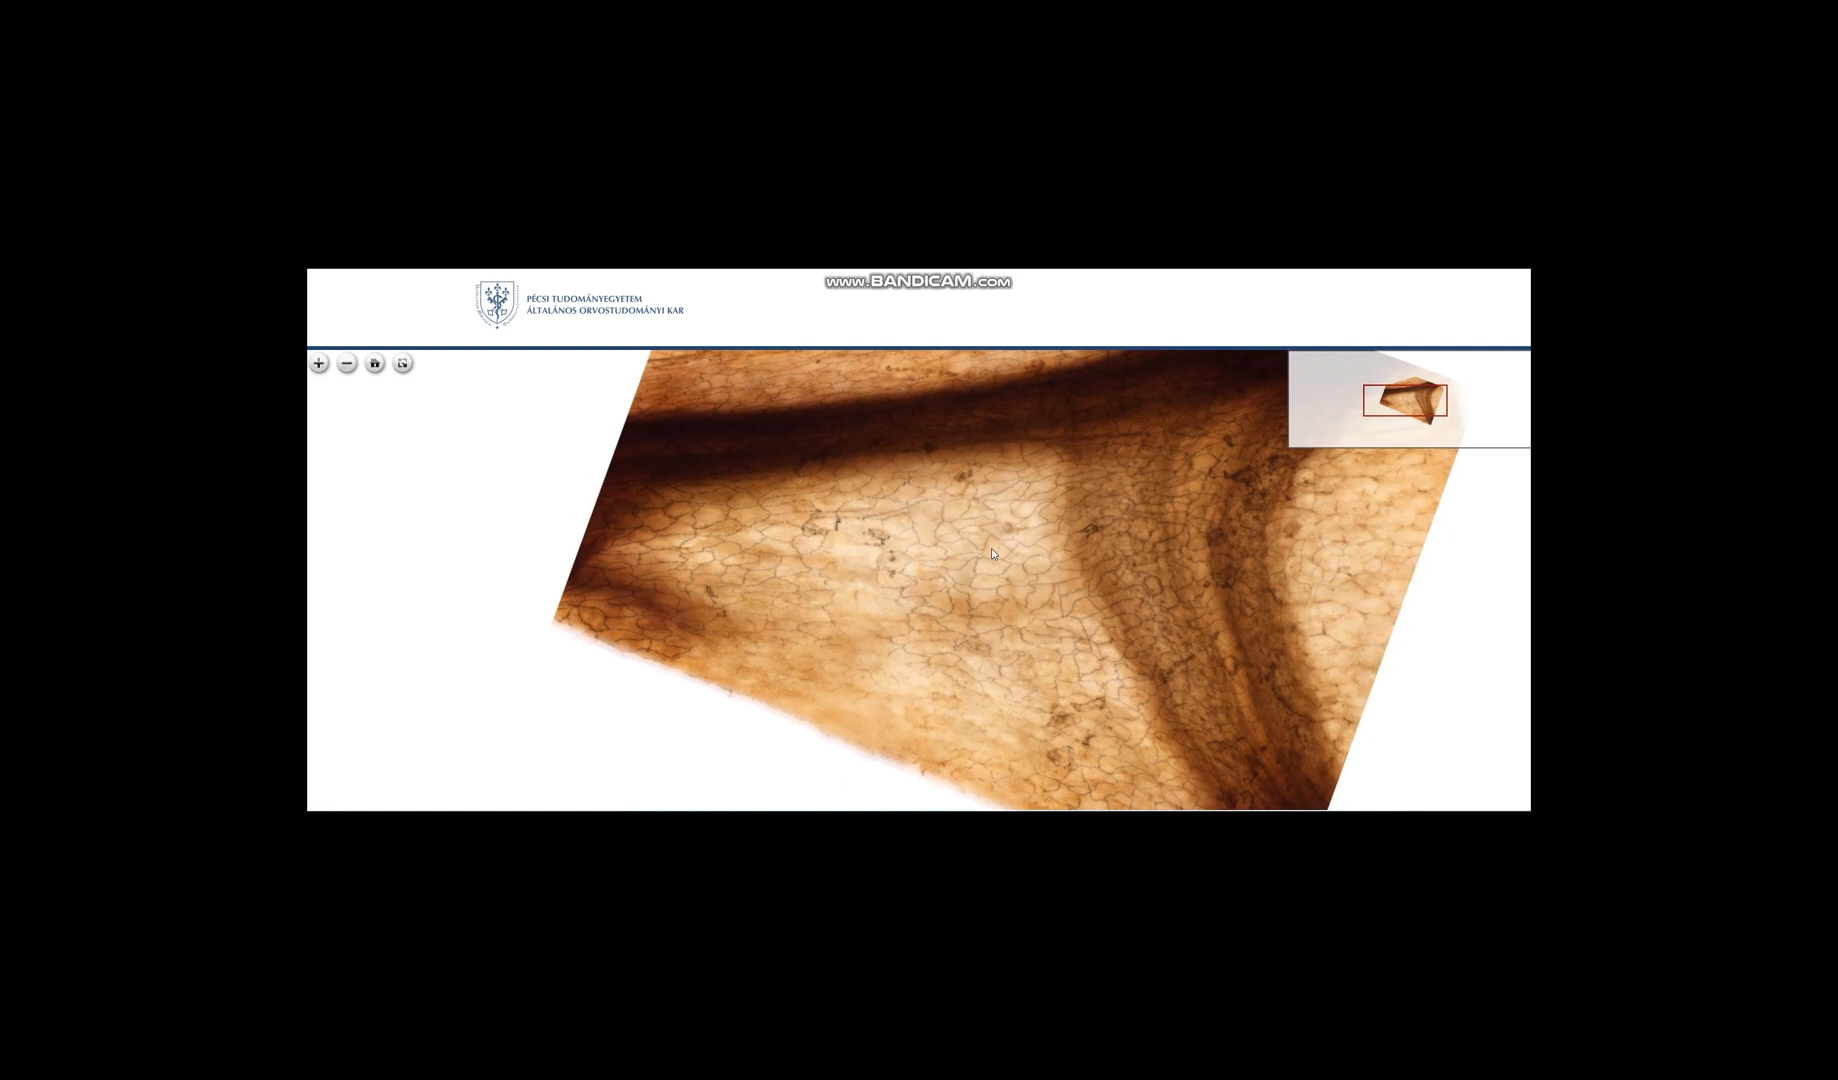 www.BANDICAM.com
PÉCSI TUDOMÁNYEGYETEM
ÁLTALÁNOS ORVOSTUDOMÁNYI KAR